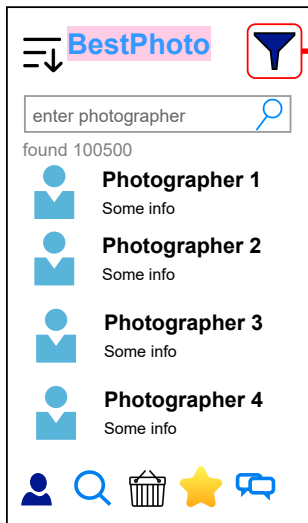 BestPhoto
enter photographer
found 100500
Photographer 1
Some info
Photographer 2
Some info
Photographer 3
Some info
Photographer 4
Some info